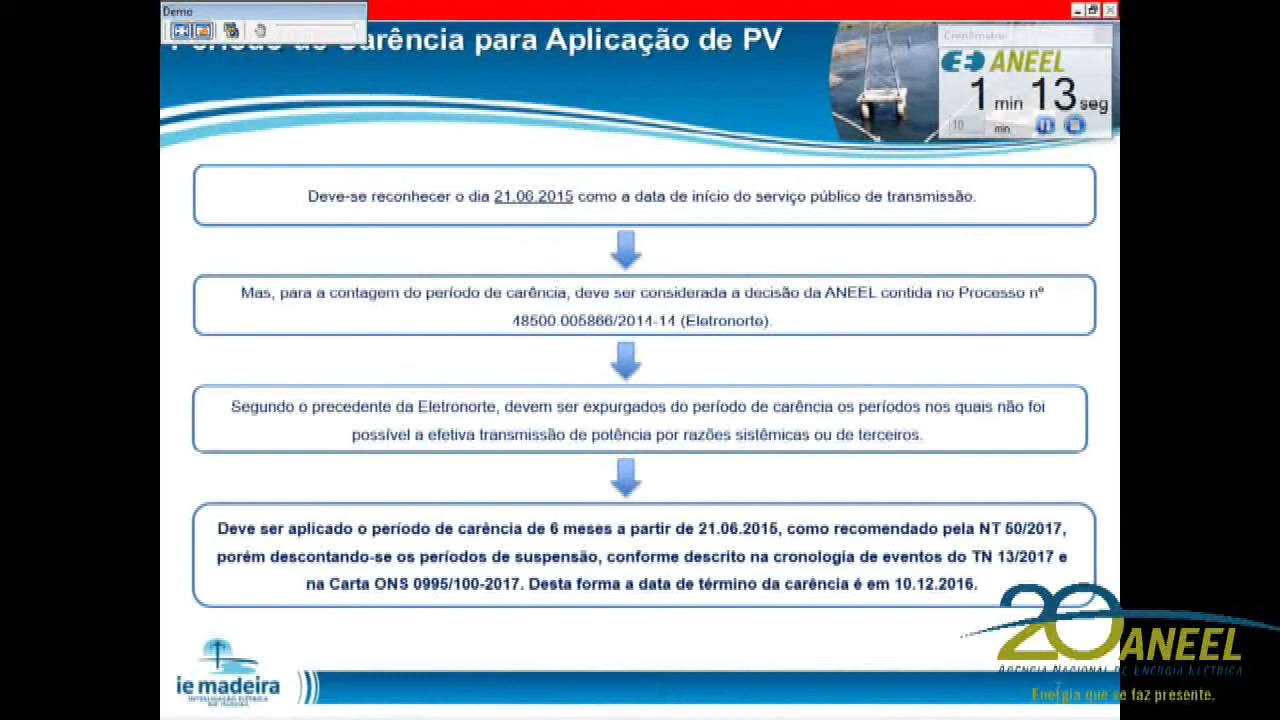 Demo
Período de Carência para Aplicação de PV
Cronômetro
ANEEL
1 min 13 seg
10 min
Deve-se reconhecer o dia 21.06.2015 como a data de início do serviço público de transmissão.
Mas, para a contagem do período de carência, deve ser considerada a decisão da ANEEL contida no Processo nº
48500.005866/2014-14 (Eletronorte).
Segundo o precedente da Eletronorte, devem ser expurgados do período de carência os períodos nos quais não foi
possível a efetiva transmissão de potência por razões sistêmicas ou de terceiros.
Deve ser aplicado o período de carência de 6 meses a partir de 21.06.2015, como recomendado pela NT 50/2017,
porém descontando-se os períodos de suspensão, conforme descrito na cronologia de eventos do TN 13/2017 e
na Carta ONS 0995/100-2017. Desta forma a data de término da carência é em 10.12.2016.
ie madeira
INTERLIGAÇÃO ELÉTRICA
DO MADEIRA
20 ANEEL
AGENCIA NACIONAL DE ENERGIA ELÉTRICA
Energia que se faz presente.